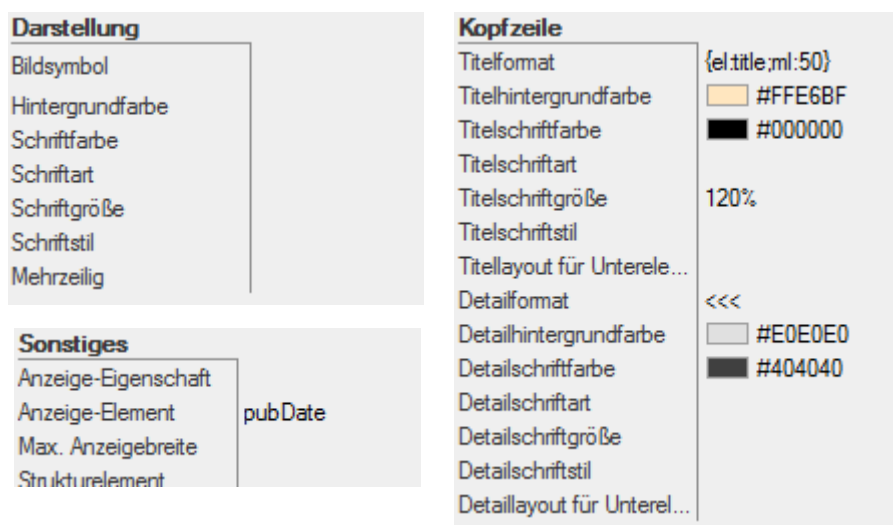 Darstellung
Bildsymbol
Hintergrundfarbe
Schriftfarbe
Schriftart
Schriftgröße
Schriftstil
Mehrzeilig
Sonstiges
Anzeige-Eigenschaft
Anzeige-Element pubDate
Max. Anzeigebreite
Strukturelement
Kopfzeile
Titelformat {el:title;ml:50}
Titelhintergrundfarbe #FFE6BF
Titelschriftfarbe #000000
Titelschriftart
Titelschriftgröße 120%
Titelschriftstil
Titellayout für Unterele...
Detailformat <<<
Detailhintergrundfarbe #E0E0E0
Detailschriftfarbe #404040
Detailschriftart
Detailschriftgröße
Detailschriftstil
Detaillayout für Unterel...